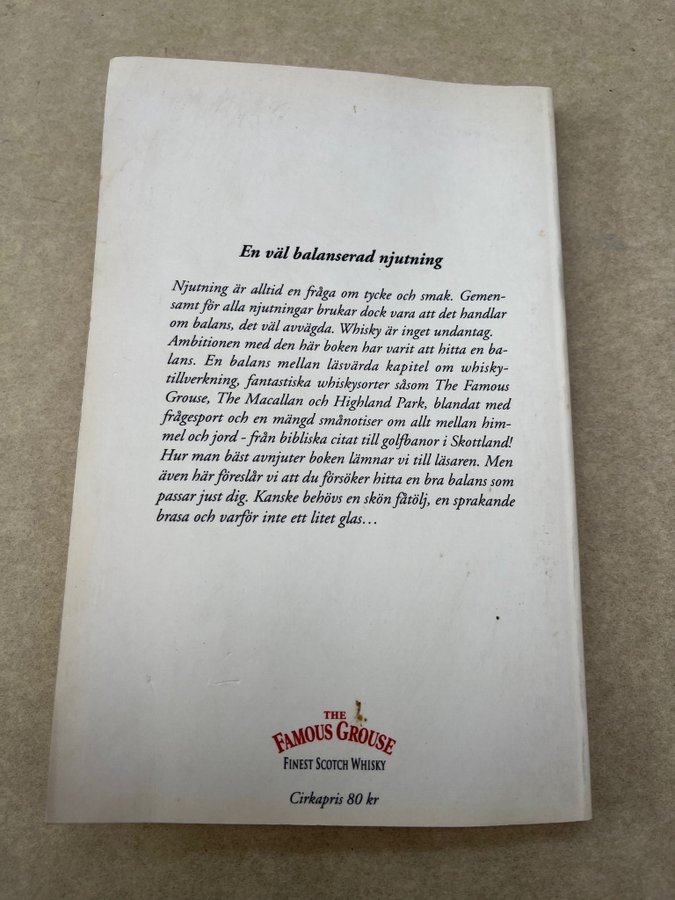 En väl balanserad njutning
Njutning är alltid en fråga om tycke och smak. Gemen-
samt för alla njutningar brukar dock vara att det handlar
om balans, det väl avvägda. Whisky är inget undantag.
Ambitionen med den här boken har varit att hitta en ba-
lans. En balans mellan läsvärda kapitel om whisky-
tillverkning, fantastiska whiskysorter såsom The Famous
Grouse, The Macallan och Highland Park, blandat med
frågesport och en mängd smånotiser om allt mellan him-
mel och jord - från bibliska citat till golfbanor i Skottland!
Hur man bäst avnjuter boken lämnar vi till läsaren. Men
även här föreslår vi att du försöker hitta en bra balans som
passar just dig. Kanske behövs en skön fåtölj, en sprakande
brasa och varför inte ett litet glas…
THE
FAMOUS GROUSE
FINEST SCOTCH WHISKY
Cirkapris 80 kr